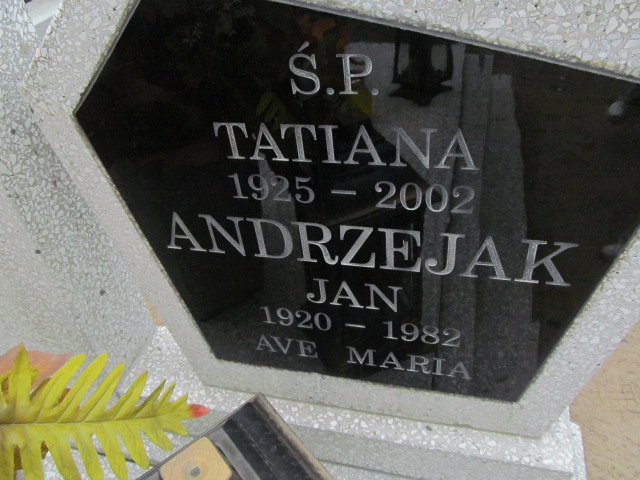 Ś.P.
TATIANA
1925 – 2002
ANDRZEJAK
JAN
1920 – 1982
AVE MARIA